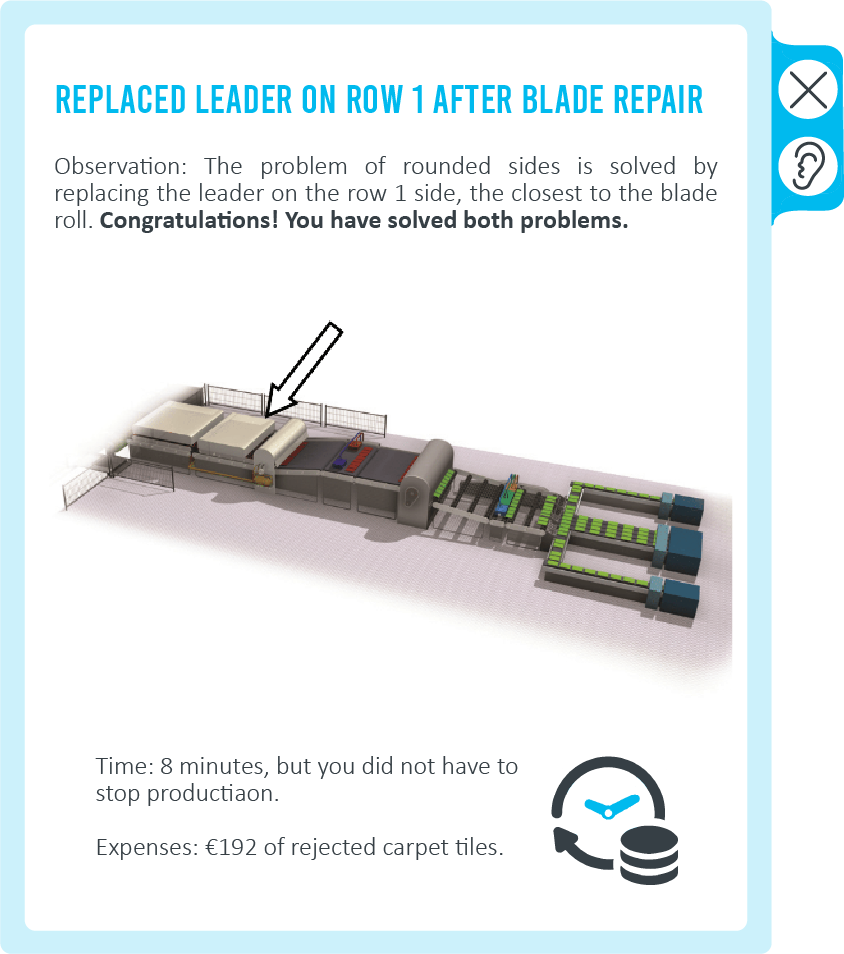 REPLACED LEADER ON ROW 1 AFTER BLADE REPAIR
Observation: The problem of rounded sides is solved by
replacing the leader on the row 1 side, the closest to the blade
roll. Congratulations! You have solved both problems.
Time: 8 minutes, but you did not have to
stop productiaon.
Expenses: €192 of rejected carpet tiles.